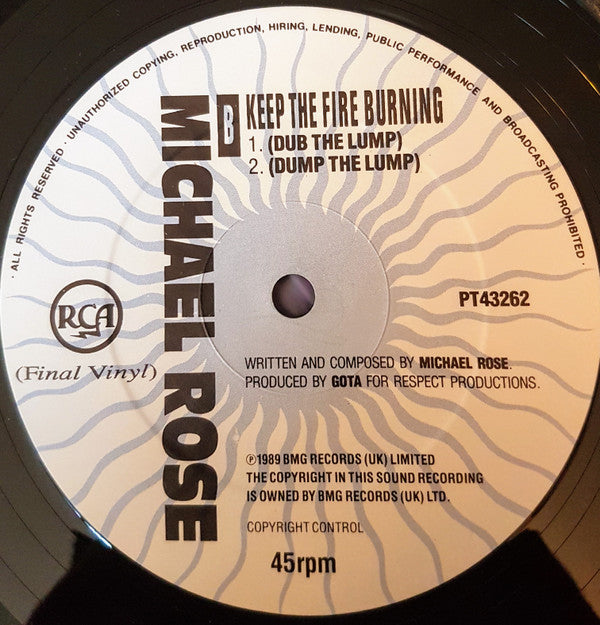 · ALL RIGHTS RESERVED · UNAUTHORIZED COPYING, REPRODUCTION, HIRING, LENDING, PUBLIC PERFORMANCE AND BROADCASTING PROHIBITED ·
MICHAEL ROSE
B
KEEP THE FIRE BURNING
1. (DUB THE LUMP)
2. (DUMP THE LUMP)
RCA
(Final Vinyl)
PT43262
WRITTEN AND COMPOSED BY MICHAEL ROSE.
PRODUCED BY GOTA FOR RESPECT PRODUCTIONS.
℗1989 BMG RECORDS (UK) LIMITED
THE COPYRIGHT IN THIS SOUND RECORDING
IS OWNED BY BMG RECORDS (UK) LTD.
COPYRIGHT CONTROL
45rpm